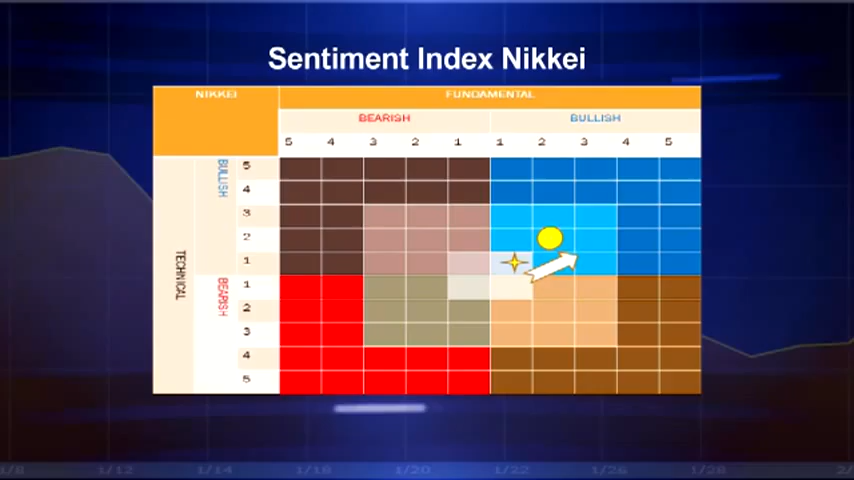 Sentiment Index Nikkei
NIKKEI
FUNDAMENTAL
BEARISH
BULLISH
5 4 3 2 1 1 2 3 4 5
TECHNICAL
BULLISH
5
4
3
2
1
BEARISH
1
2
3
4
5
1/8 1/12 1/14 1/18 1/20 1/22 1/26 1/28 2/